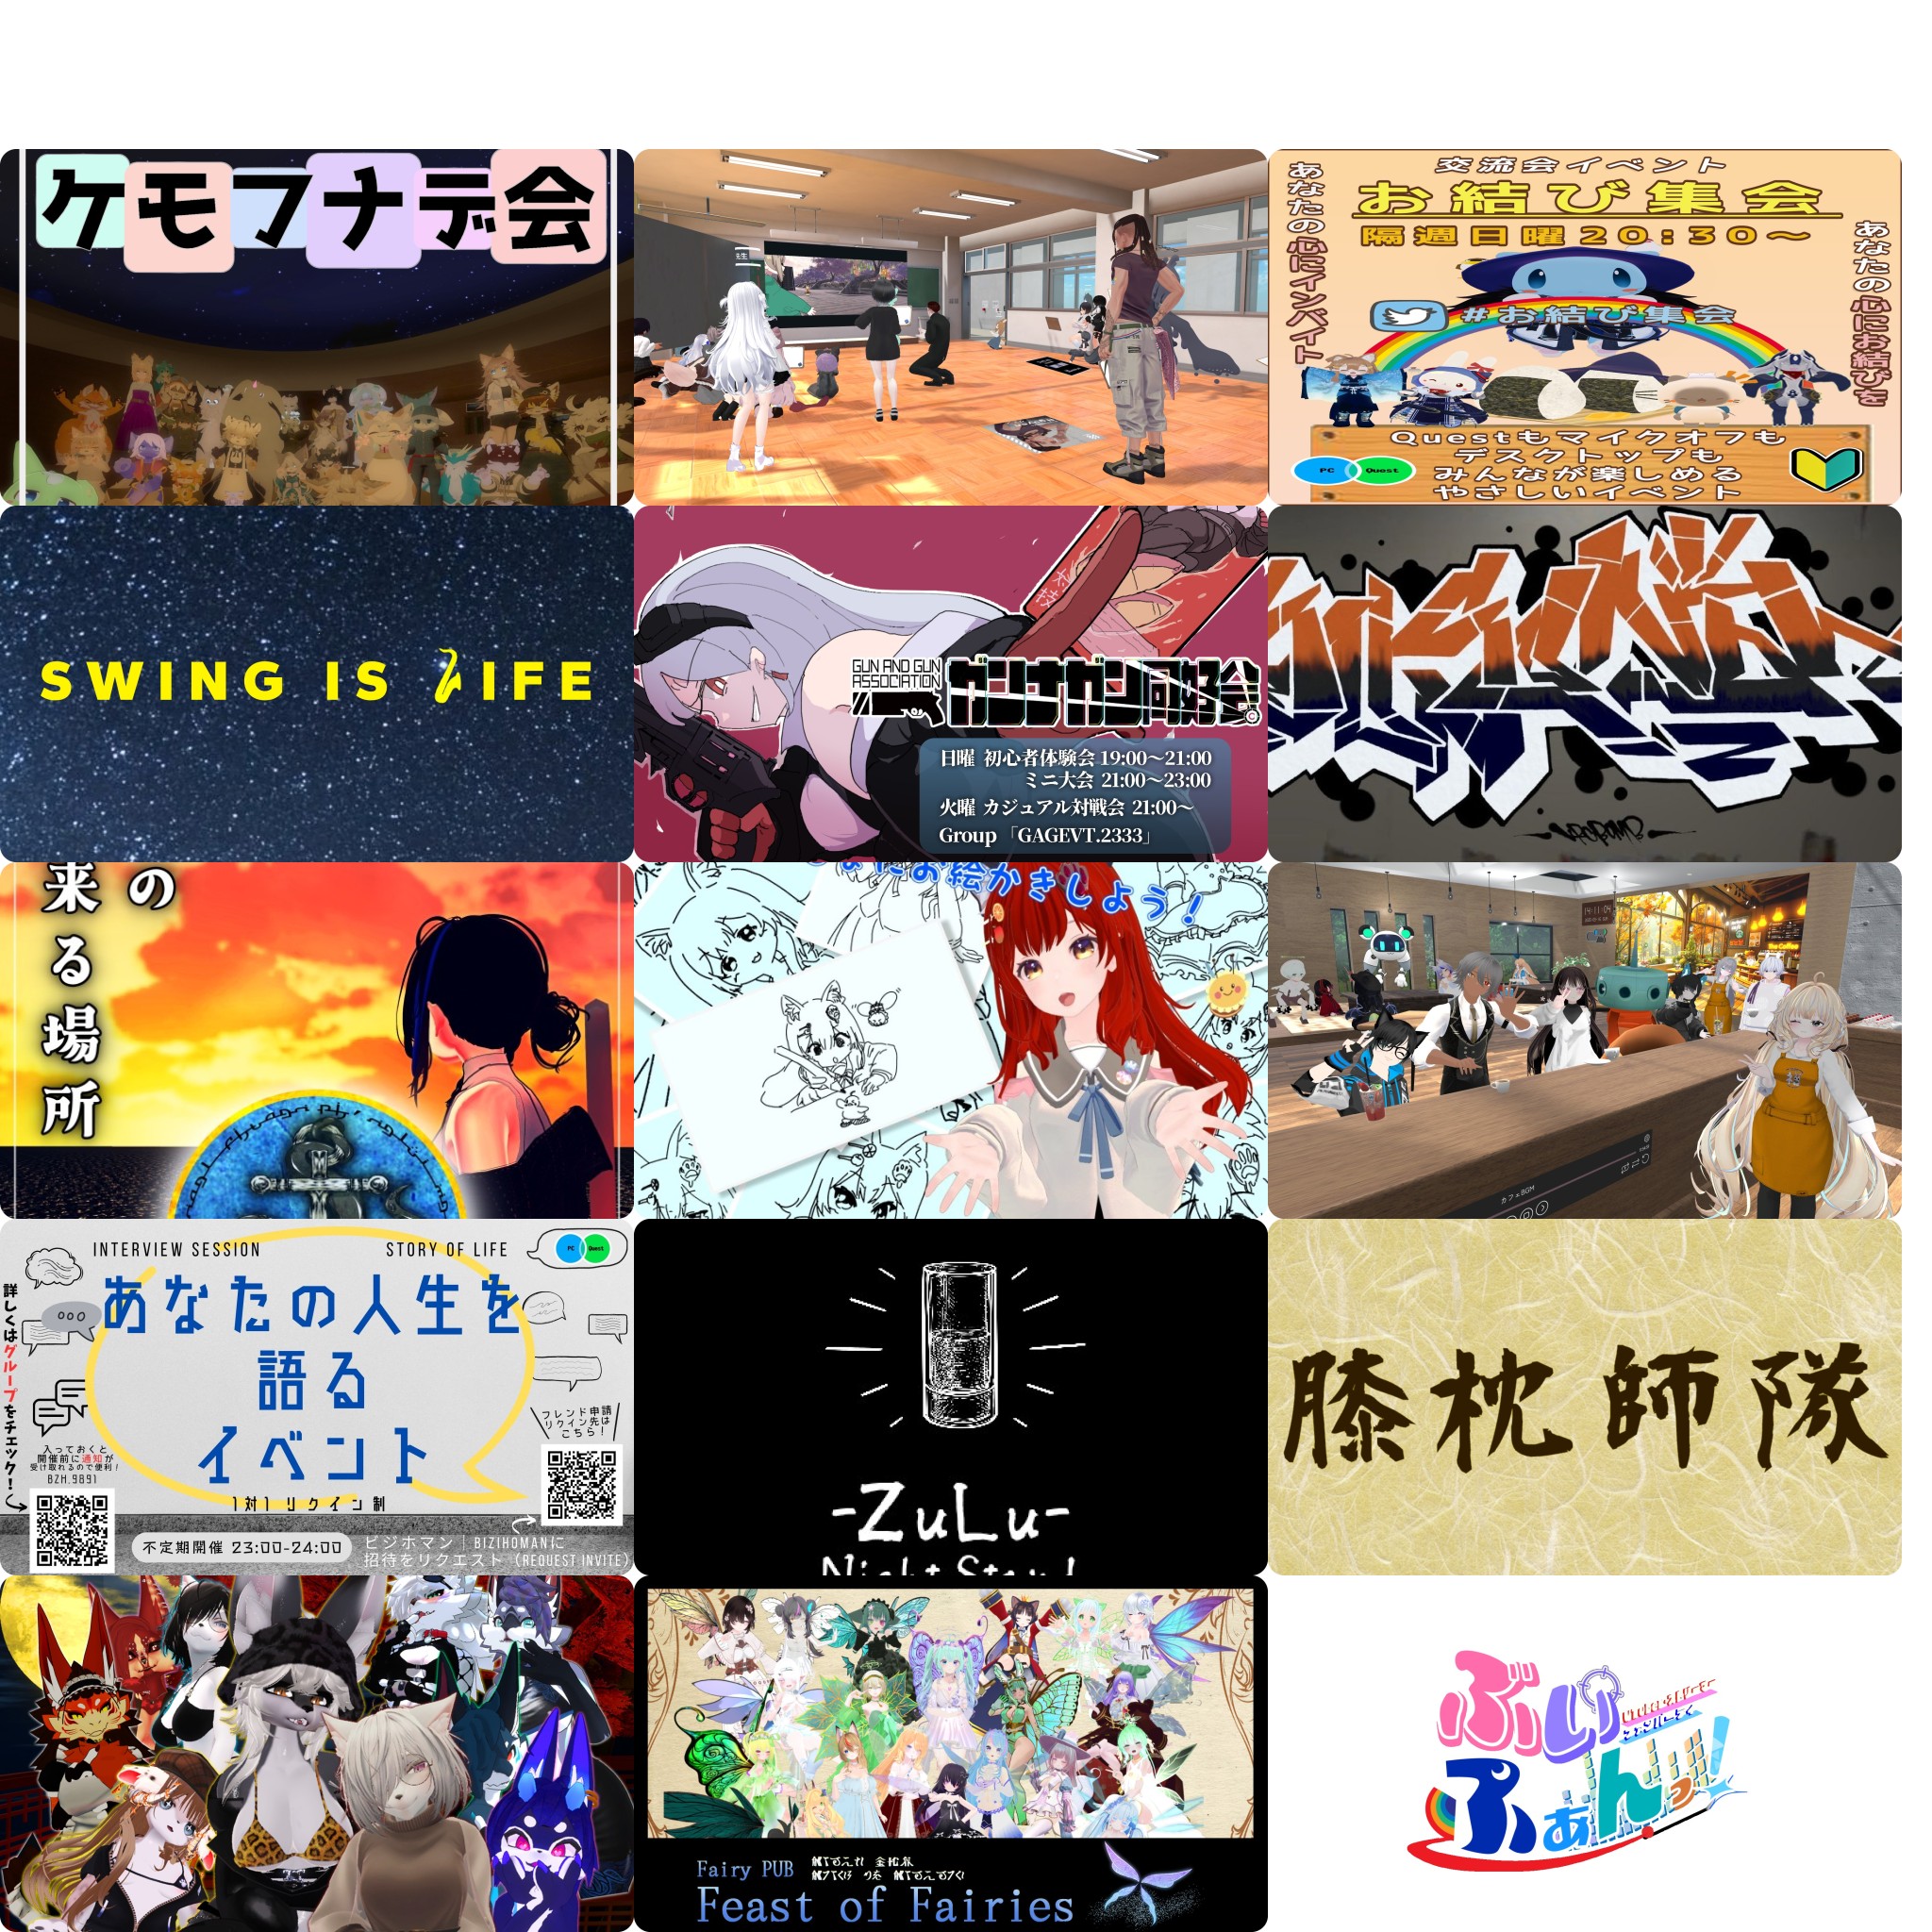 ケモフナデ会
交流会イベント
お結び集会
隔週日曜20:30～
#お結び集会
あなたの心にインバイト
あなたの心にお結びを
PC Quest
Questもマイクオフも
デスクトップも
みんなが楽しめる
やさしいイベント
SWING IS LIFE
GUN AND GUN
ASSOCIATION
ガンナガン同好会
日曜 初心者体験会 19:00～21:00
ミニ大会 21:00～23:00
火曜 カジュアル対戦会 21:00～
Group 「GAGEVT.2333」
の
来る場所
お絵かきしよう!
カフェBGM
INTERVIEW SESSION
STORY OF LIFE
PC Quest
あなたの人生を
語る
イベント
1対1 リクイン制
詳しくはグループをチェック!
入っておくと
開催前に通知が
受け取れるので便利!
BZH.9891
フレンド申請
リクイン先は
こちら!
不定期開催 23:00-24:00
ビジホマン|BIZIHOMANに
招待をリクエスト (REQUEST INVITE)
-ZuLu-
膝枕師隊
Fairy PUB
Feast of Fairies
ぶいふぁんっ!